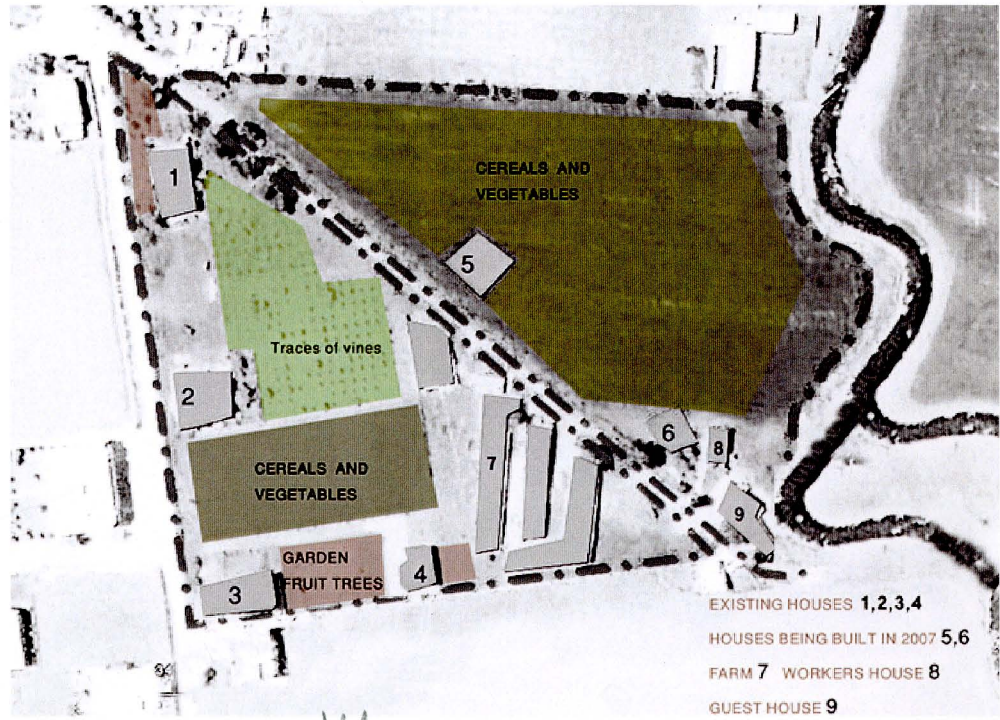 1
CEREALS AND
VEGETABLES
5
Traces of vines
2
6
8
7
CEREALS AND
VEGETABLES
9
GARDEN
FRUIT TREES
4
3
EXISTING HOUSES 1,2,3,4
HOUSES BEING BUILT IN 2007 5,6
FARM 7 WORKERS HOUSE 8
GUEST HOUSE 9